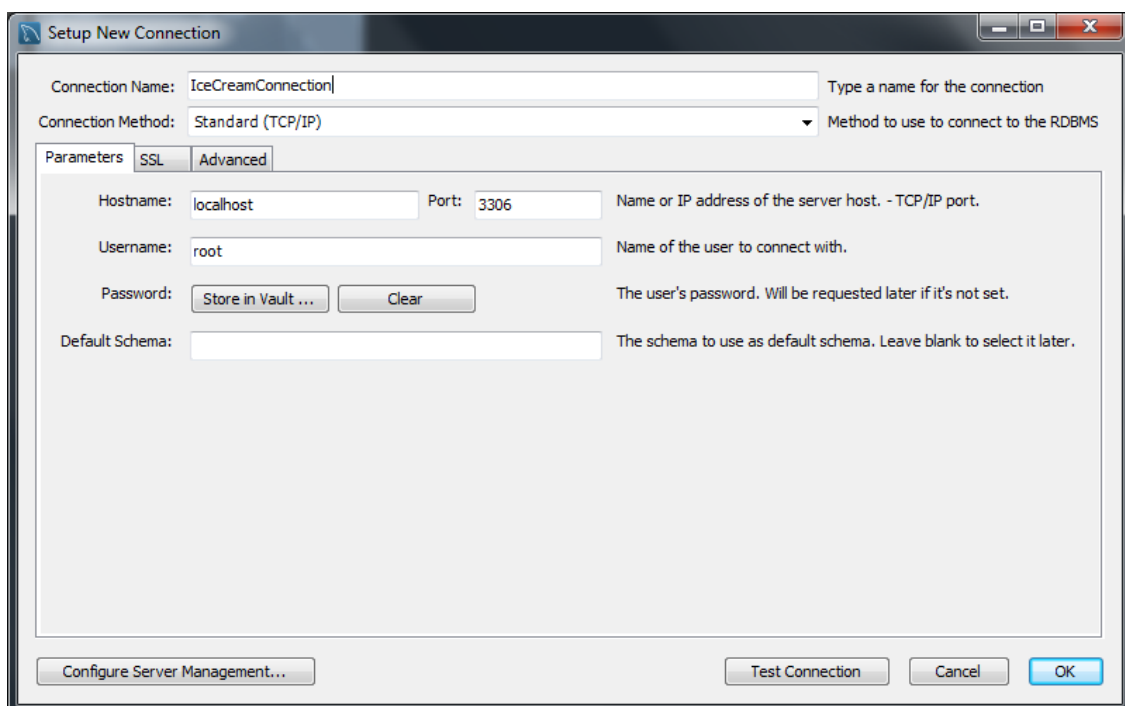 Setup New Connection
Connection Name: IceCreamConnection Type a name for the connection
Connection Method: Standard (TCP/IP) Method to use to connect to the RDBMS
Parameters SSL Advanced
Hostname: localhost Port: 3306 Name or IP address of the server host. - TCP/IP port.
Username: root Name of the user to connect with.
Password: Store in Vault ... Clear The user's password. Will be requested later if it's not set.
Default Schema: The schema to use as default schema. Leave blank to select it later.
Configure Server Management... Test Connection Cancel OK